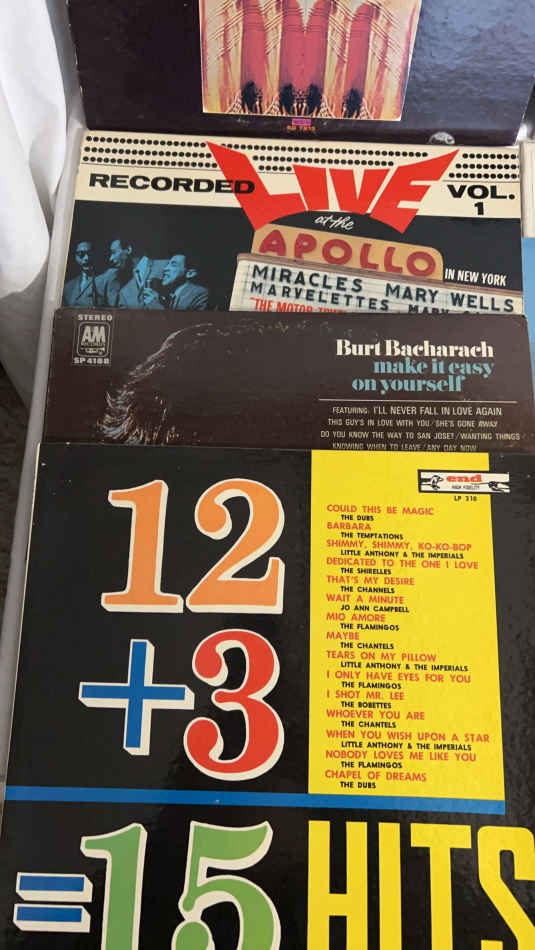 RECORDED LIVE VOL. 1
at the
APOLLO
IN NEW YORK
MIRACLES MARY WELLS
MARVELETTES
"THE MOTOR
STEREO
A&M
RECORDS
SP 4188
Burt Bacharach
make it easy
on yourself
FEATURING: I'LL NEVER FALL IN LOVE AGAIN
THIS GUY'S IN LOVE WITH YOU/SHE'S GONE AWAY
DO YOU KNOW THE WAY TO SAN JOSE?/WANTING THINGS
KNOWING WHEN TO LEAVE/ANY DAY NOW
end
HIGH FIDELITY
LP 310
12
+3
=15 HITS
COULD THIS BE MAGIC
THE DUBS
BARBARA
THE TEMPTATIONS
SHIMMY, SHIMMY, KO-KO-BOP
LITTLE ANTHONY & THE IMPERIALS
DEDICATED TO THE ONE I LOVE
THE SHIRELLES
THAT'S MY DESIRE
THE CHANNELS
WAIT A MINUTE
JO ANN CAMPBELL
MIO AMORE
THE FLAMINGOS
MAYBE
THE CHANTELS
TEARS ON MY PILLOW
LITTLE ANTHONY & THE IMPERIALS
I ONLY HAVE EYES FOR YOU
THE FLAMINGOS
I SHOT MR. LEE
THE BOBETTES
WHOEVER YOU ARE
THE CHANTELS
WHEN YOU WISH UPON A STAR
LITTLE ANTHONY & THE IMPERIALS
NOBODY LOVES ME LIKE YOU
THE FLAMINGOS
CHAPEL OF DREAMS
THE DUBS